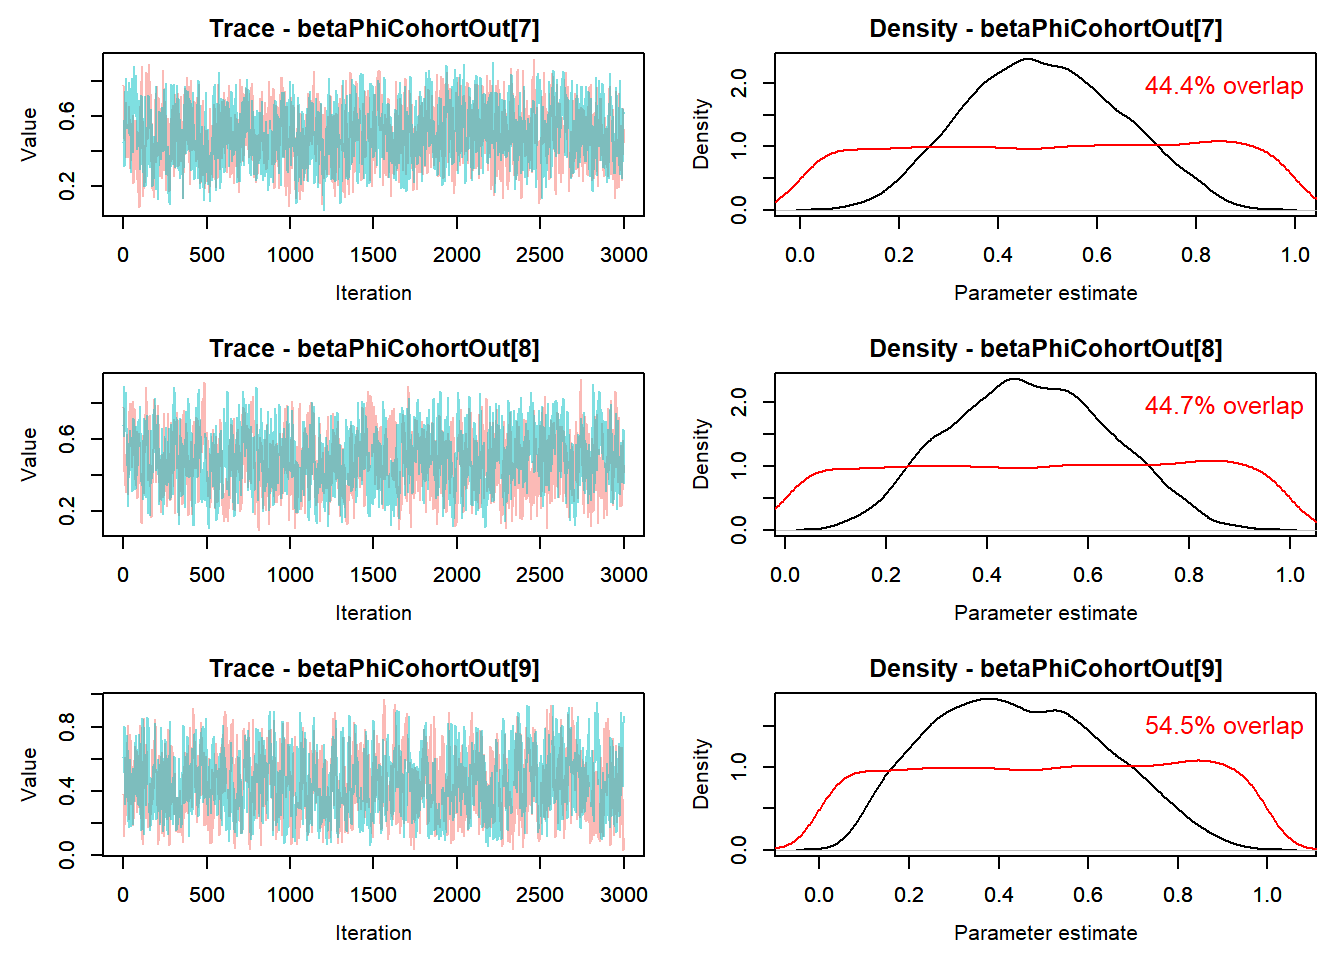 Trace - betaPhiCohortOut[7]
Value
0.2 0.6
0 500 1000 1500 2000 2500 3000
Iteration
Density - betaPhiCohortOut[7]
44.4% overlap
Density
0.0 1.0 2.0
0.0 0.2 0.4 0.6 0.8 1.0
Parameter estimate
Trace - betaPhiCohortOut[8]
Value
0.2 0.6
0 500 1000 1500 2000 2500 3000
Iteration
Density - betaPhiCohortOut[8]
44.7% overlap
Density
0.0 1.0 2.0
0.0 0.2 0.4 0.6 0.8 1.0
Parameter estimate
Trace - betaPhiCohortOut[9]
Value
0.0 0.4 0.8
0 500 1000 1500 2000 2500 3000
Iteration
Density - betaPhiCohortOut[9]
54.5% overlap
Density
0.0 1.0
0.0 0.2 0.4 0.6 0.8 1.0
Parameter estimate